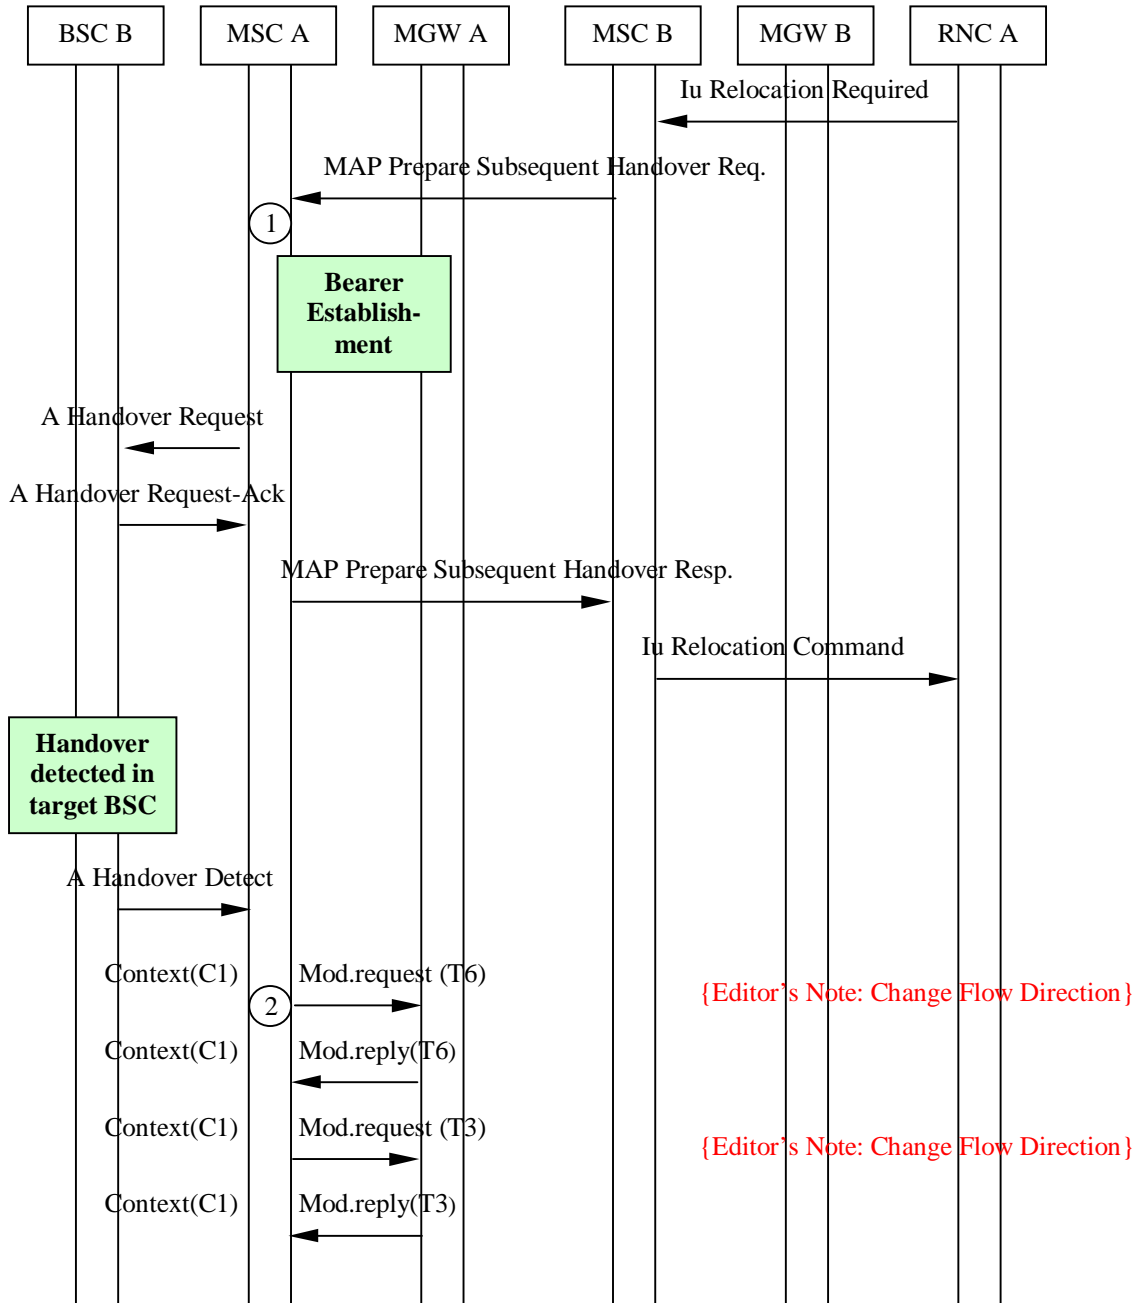 BSC B
MSC A
MGW A
MSC B
MGW B
RNC A
Iu Relocation Required
MAP Prepare Subsequent Handover Req.
1
Bearer
Establish-
ment
A Handover Request
A Handover Request-Ack
MAP Prepare Subsequent Handover Resp.
Iu Relocation Command
Handover
detected in
target BSC
A Handover Detect
Context(C1)
Mod.request (T6)
2
{Editor’s Note: Change Flow Direction}
Context(C1)
Mod.reply(T6)
Context(C1)
Mod.request (T3)
{Editor’s Note: Change Flow Direction}
Context(C1)
Mod.reply(T3)